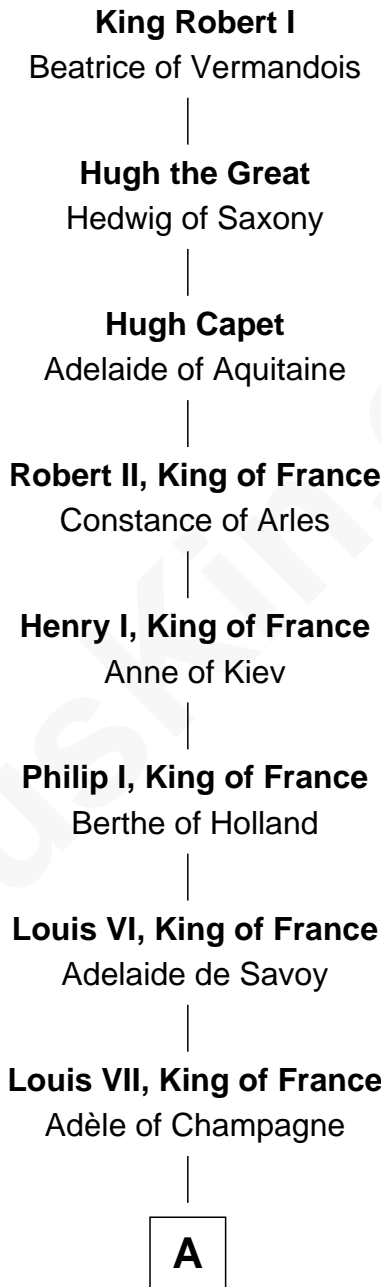 King Robert I
Beatrice of Vermandois
Hugh the Great
Hedwig of Saxony
Hugh Capet
Adelaide of Aquitaine
Robert II, King of France
Constance of Arles
Henry I, King of France
Anne of Kiev
Philip I, King of France
Berthe of Holland
Louis VI, King of France
Adelaide de Savoy
Louis VII, King of France
Adèle of Champagne
A